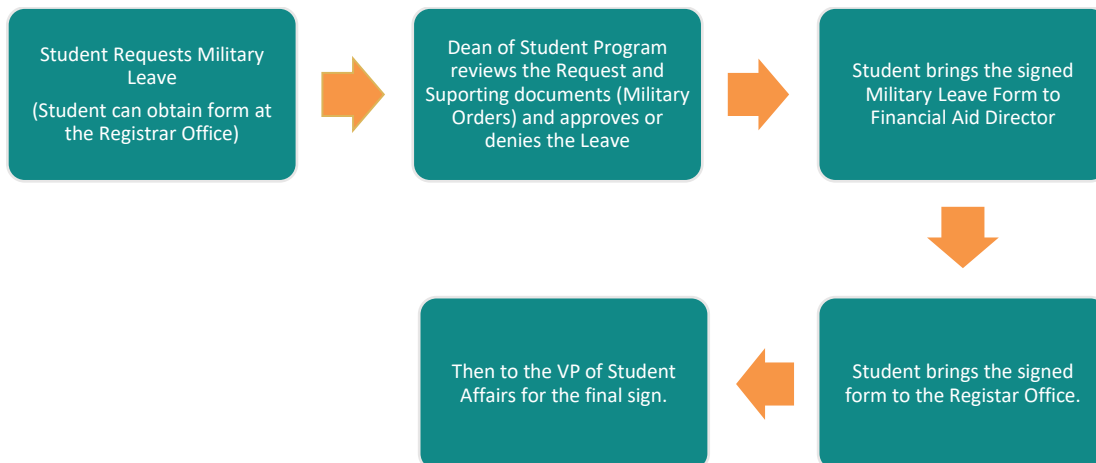 Student Requests Military
Leave
(Student can obtain form at
the Registrar Office)
Dean of Student Program
reviews the Request and
Suporting documents (Military
Orders) and approves or
denies the Leave
Student brings the signed
Military Leave Form to
Financial Aid Director
Student brings the signed
form to the Registar Office.
Then to the VP of Student
Affairs for the final sign.